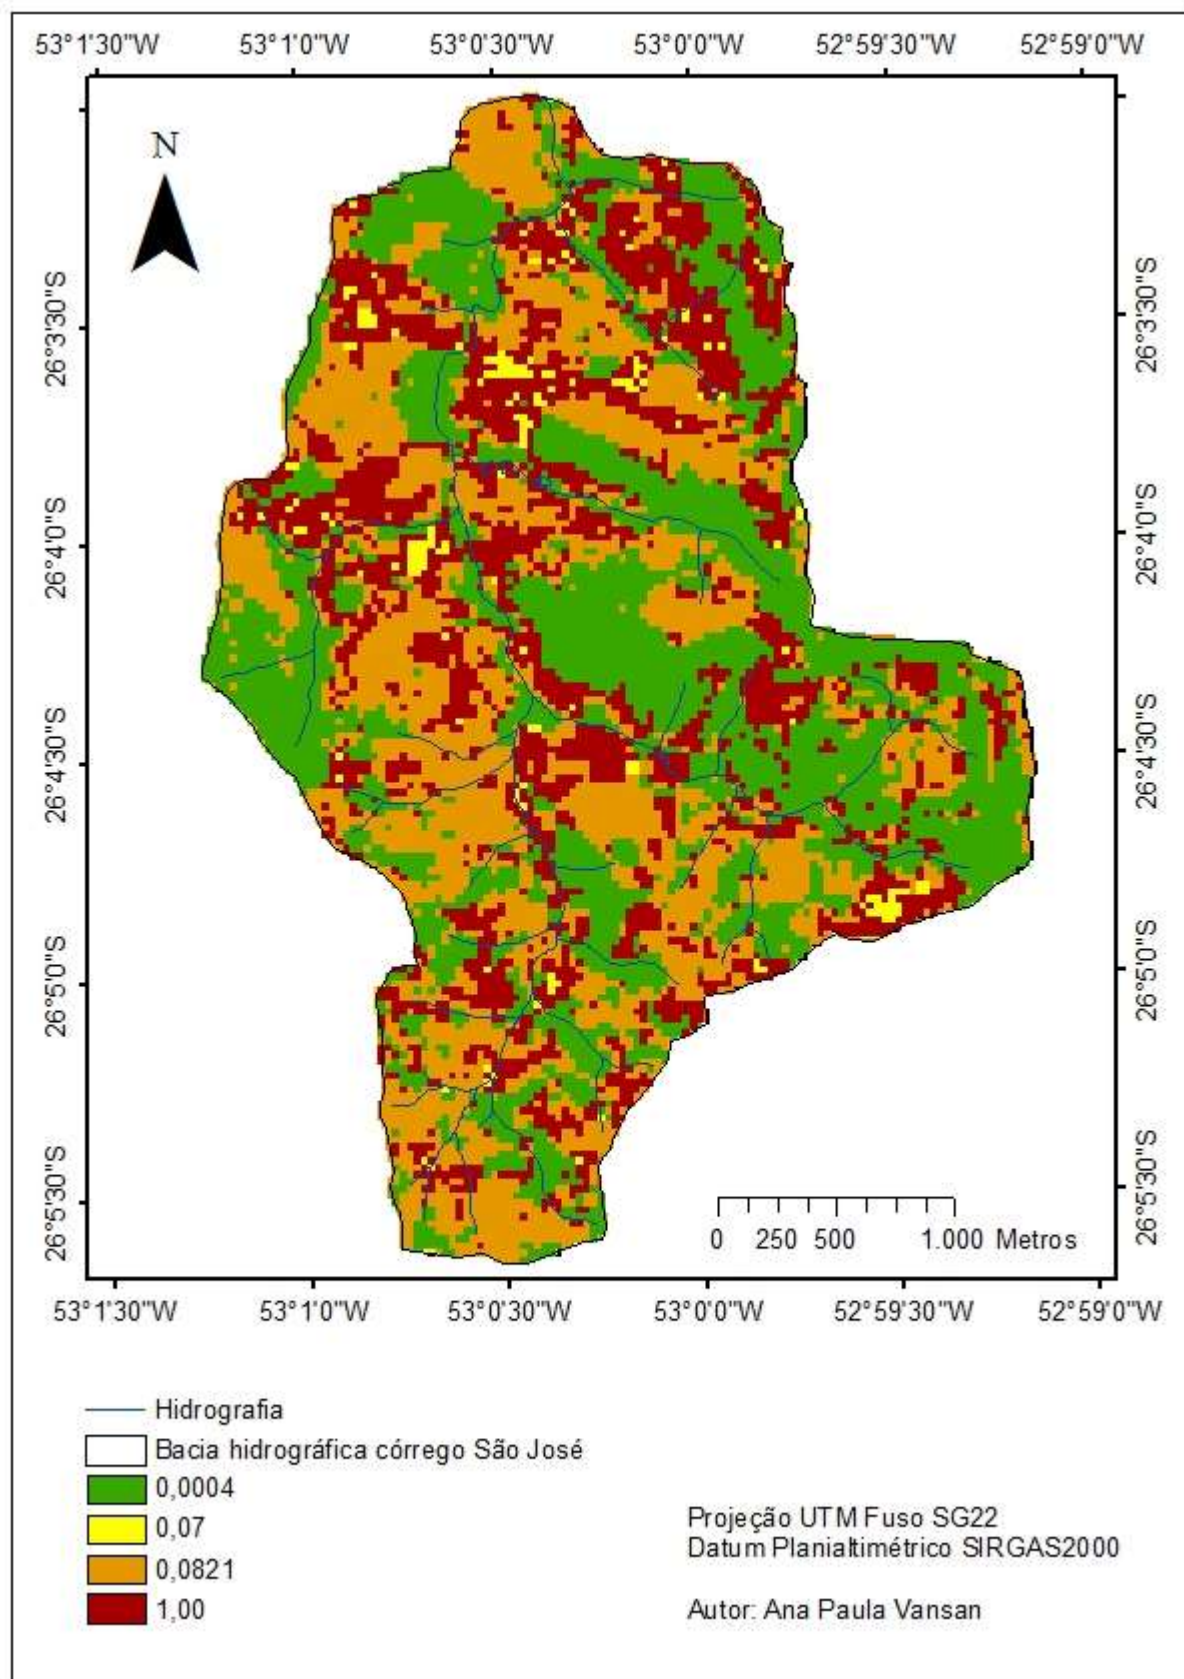 53°1'30"W 53°1'0"W 53°0'30"W 53°0'0"W 52°59'30"W 52°59'0"W
N
26°3'30"S 26°3'30"S
26°4'0"S 26°4'0"S
26°4'30"S 26°4'30"S
26°5'0"S 26°5'0"S
26°5'30"S 26°5'30"S
0 250 500 1.000 Metros
53°1'30"W 53°1'0"W 53°0'30"W 53°0'0"W 52°59'30"W 52°59'0"W
Hidrografia
Bacia hidrográfica córrego São José
0,0004
0,07
0,0821
1,00
Projeção UTM Fuso SG22
Datum Planialtimétrico SIRGAS2000
Autor: Ana Paula Vansan